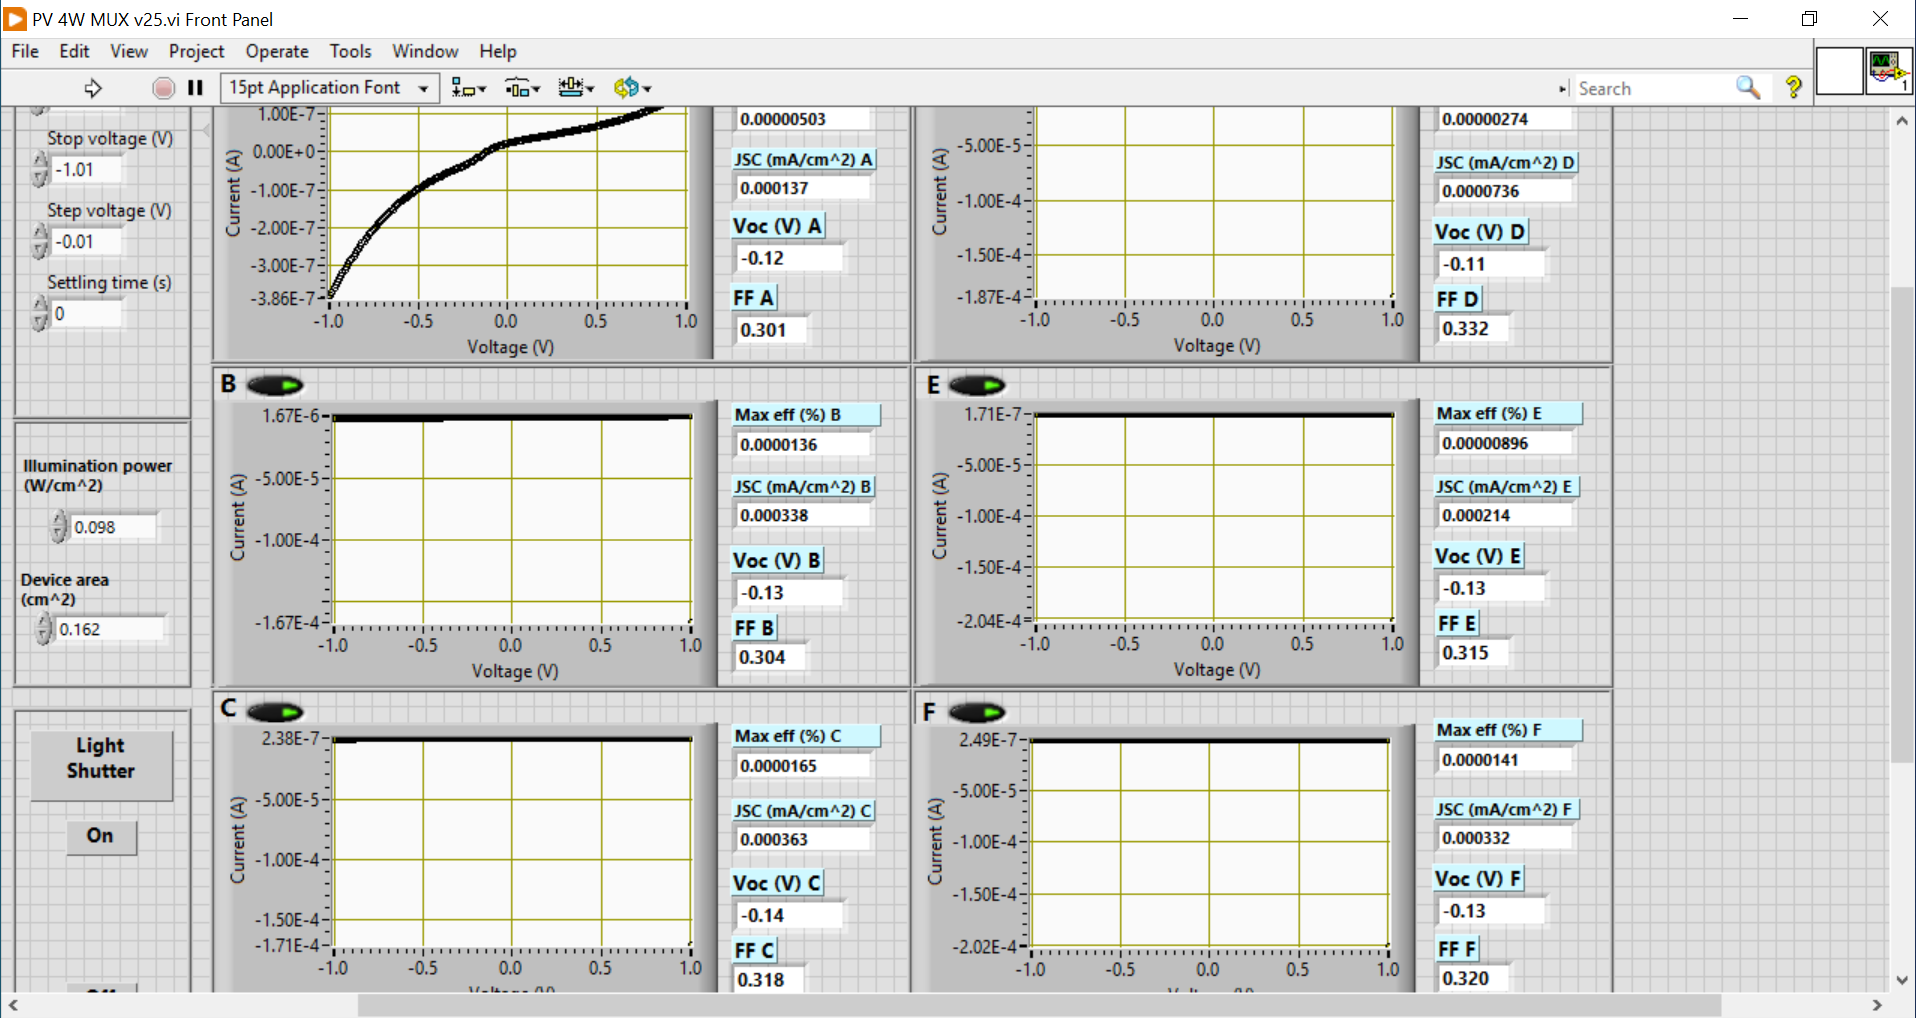 PV 4W MUX v25.vi Front Panel
File Edit View Project Operate Tools Window Help
15pt Application Font
Search
1
Stop voltage (V)
-1.01
Step voltage (V)
-0.01
Settling time (s)
0
Illumination power
(W/cm^2)
0.098
Device area
(cm^2)
0.162
Light
Shutter
On
1.00E-7
0.00E+0
-1.00E-7
-2.00E-7
-3.00E-7
-3.86E-7
Current (A)
-1.0 -0.5 0.0 0.5 1.0
Voltage (V)
0.00000503
JSC (mA/cm^2) A
0.000137
Voc (V) A
-0.12
FF A
0.301
-5.00E-5
-1.00E-4
-1.50E-4
-1.87E-4
Current (A)
-1.0 -0.5 0.0 0.5 1.0
Voltage (V)
0.00000274
JSC (mA/cm^2) D
0.0000736
Voc (V) D
-0.11
FF D
0.332
B
1.67E-6
-5.00E-5
-1.00E-4
-1.67E-4
Current (A)
-1.0 -0.5 0.0 0.5 1.0
Voltage (V)
Max eff (%) B
0.0000136
JSC (mA/cm^2) B
0.000338
Voc (V) B
-0.13
FF B
0.304
E
1.71E-7
-5.00E-5
-1.00E-4
-1.50E-4
-2.04E-4
Current (A)
-1.0 -0.5 0.0 0.5 1.0
Voltage (V)
Max eff (%) E
0.00000896
JSC (mA/cm^2) E
0.000214
Voc (V) E
-0.13
FF E
0.315
C
2.38E-7
-5.00E-5
-1.00E-4
-1.50E-4
-1.71E-4
Current (A)
-1.0 -0.5 0.0 0.5 1.0
Max eff (%) C
0.0000165
JSC (mA/cm^2) C
0.000363
Voc (V) C
-0.14
FF C
0.318
F
2.49E-7
-5.00E-5
-1.00E-4
-1.50E-4
-2.02E-4
Current (A)
-1.0 -0.5 0.0 0.5 1.0
Max eff (%) F
0.0000141
JSC (mA/cm^2) F
0.000332
Voc (V) F
-0.13
FF F
0.320